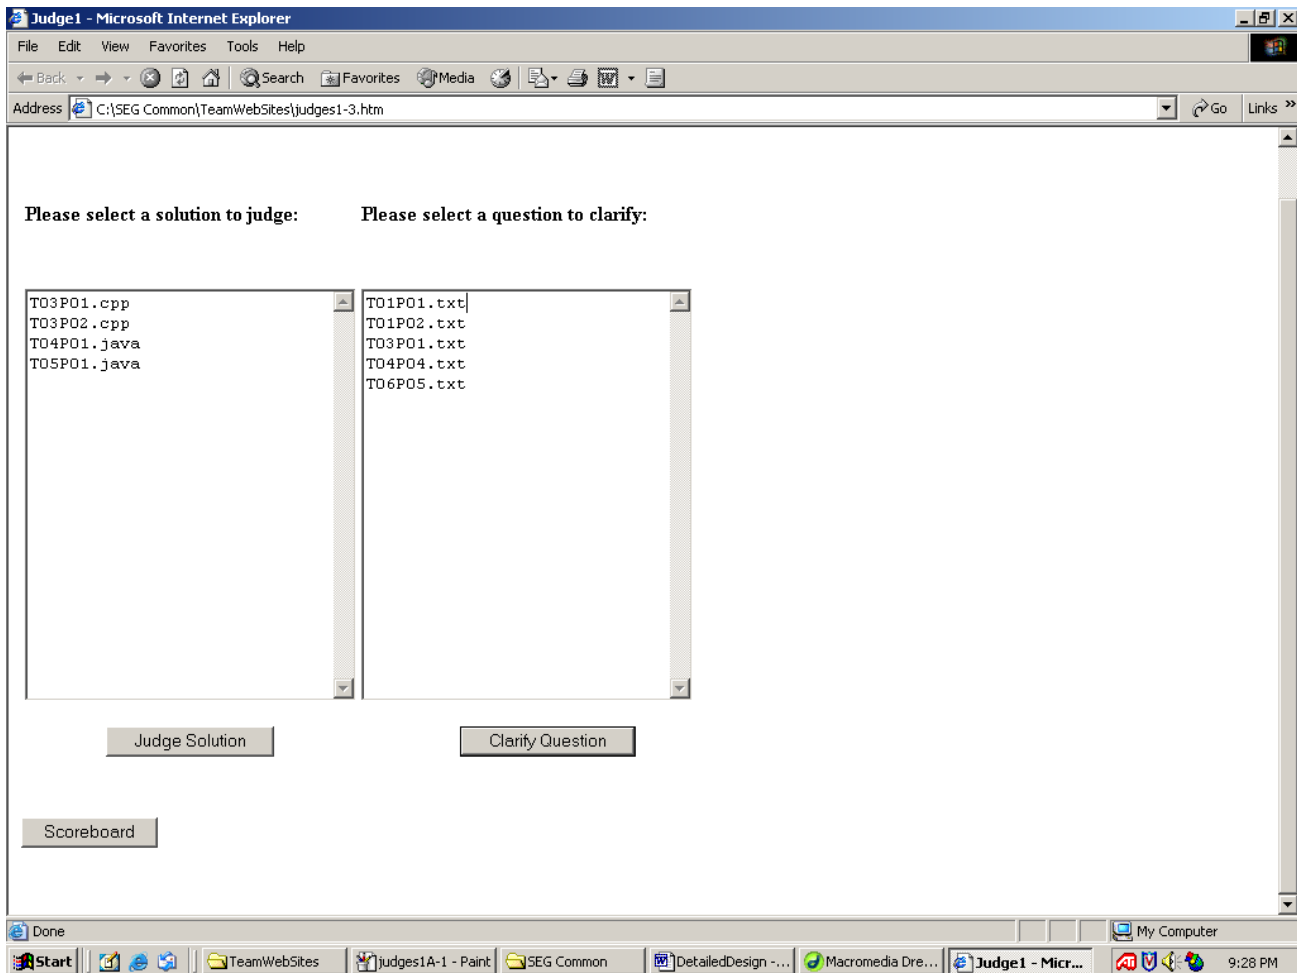 Judge1 - Microsoft Internet Explorer
File Edit View Favorites Tools Help
Back Search Favorites Media
Address C:\SEG Common\TeamWebSites\judges1-3.htm Go Links »
Please select a solution to judge: Please select a question to clarify:
T03P01.cpp T01P01.txt
T03P02.cpp T01P02.txt
T04P01.java T03P01.txt
T05P01.java T04P04.txt
T06P05.txt
Judge Solution Clarify Question
Scoreboard
Done My Computer
Start TeamWebSites judges1A-1 - Paint SEG Common DetailedDesign -... Macromedia Dre... Judge1 - Micr... 9:28 PM